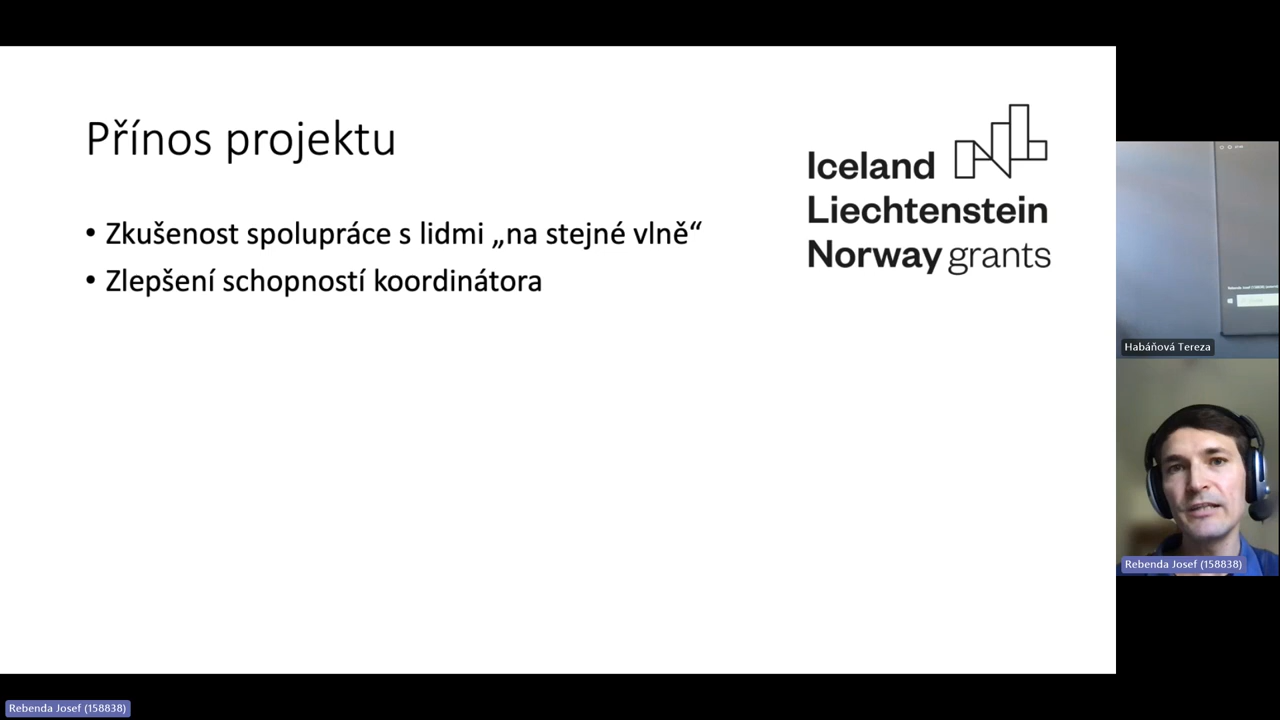 Přínos projektu
• Zkušenost spolupráce s lidmi „na stejné vlně“
• Zlepšení schopností koordinátora
Iceland
Liechtenstein
Norway grants
Habáňová Tereza
Rebenda Josef (158838)
Rebenda Josef (158838)